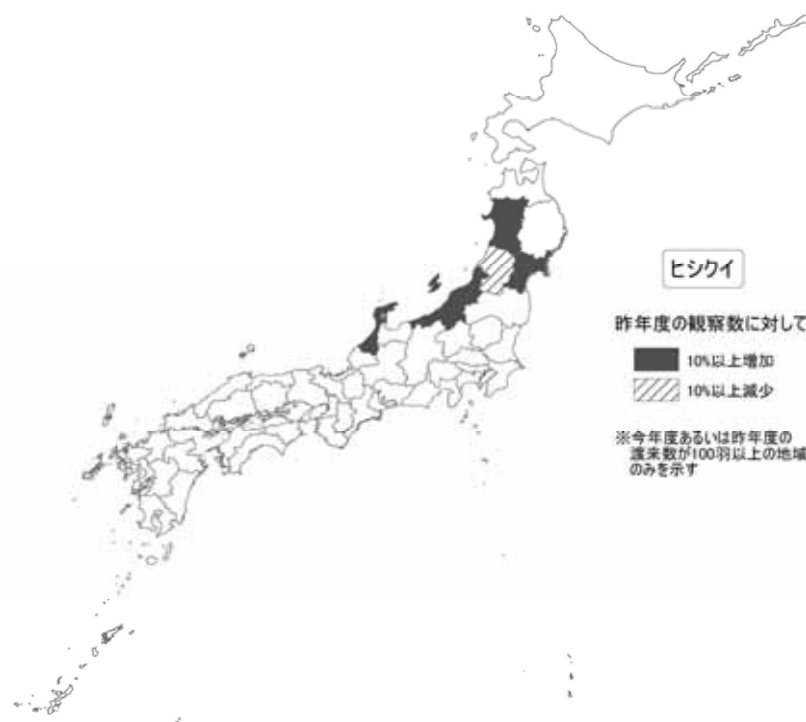 ヒシクイ
昨年度の観察数に対して
10%以上増加
10%以上減少
※今年度あるいは昨年度の
渡来数が100羽以上の地域
のみを示す